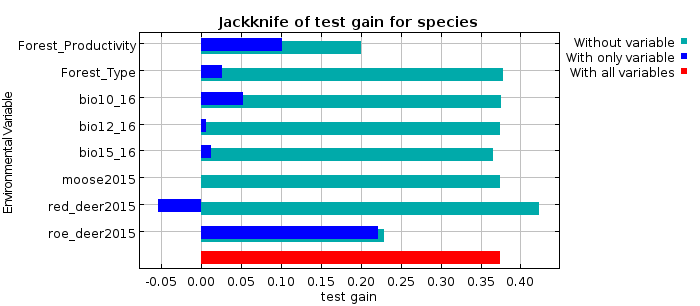 Jackknife of test gain for species
Environmental Variable
Forest_Productivity
Forest_Type
bio10_16
bio12_16
bio15_16
moose2015
red_deer2015
roe_deer2015
-0.05 0.00 0.05 0.10 0.15 0.20 0.25 0.30 0.35 0.40
test gain
Without variable
With only variable
With all variables